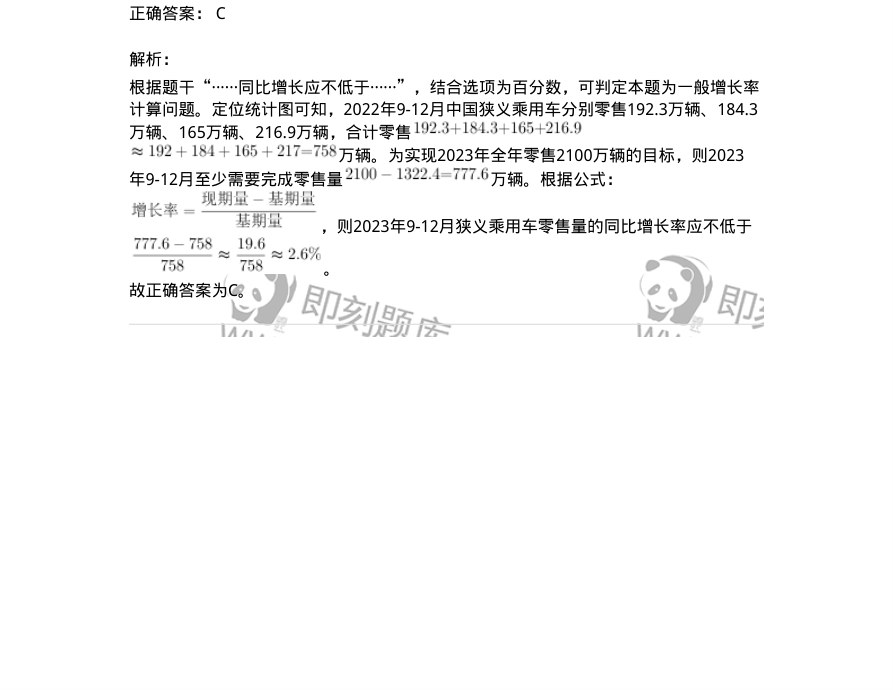 正确答案： C
解析：
根据题干“……同比增长应不低于……”，结合选项为百分数，可判定本题为一般增长率
计算问题。定位统计图可知，2022年9-12月中国狭义乘用车分别零售192.3万辆、184.3
万辆、165万辆、216.9万辆，合计零售192.3+184.3+165+216.9
≈ 192 + 184 + 165 + 217=758万辆。为实现2023年全年零售2100万辆的目标，则2023
年9-12月至少需要完成零售量2100 − 1322.4=777.6万辆。根据公式：
增长率 = (现期量 − 基期量)/基期量，则2023年9-12月狭义乘用车零售量的同比增长率应不低于
(777.6 − 758)/758 ≈ 19.6/758 ≈ 2.6%。
故正确答案为C。
即刻题库